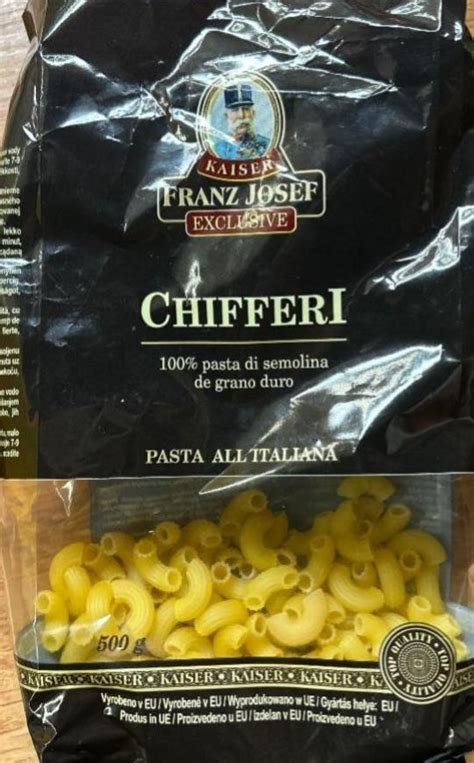 KAISER
FRANZ JOSEF
EXCLUSIVE
CHIFFERI
100% pasta di semolina
de grano duro
PASTA ALL'ITALIANA
500 g
KAISER KAISER KAISER KAISER KAISER
TOP QUALITY TOP QUALITY
Vyrobeno v EU / Vyrobené v EU / Wyprodukowano w UE / Gyártás helye: EU /
Produs in UE / Proizvedeno u EU / Izdelan v EU / Proizvedeno u EU